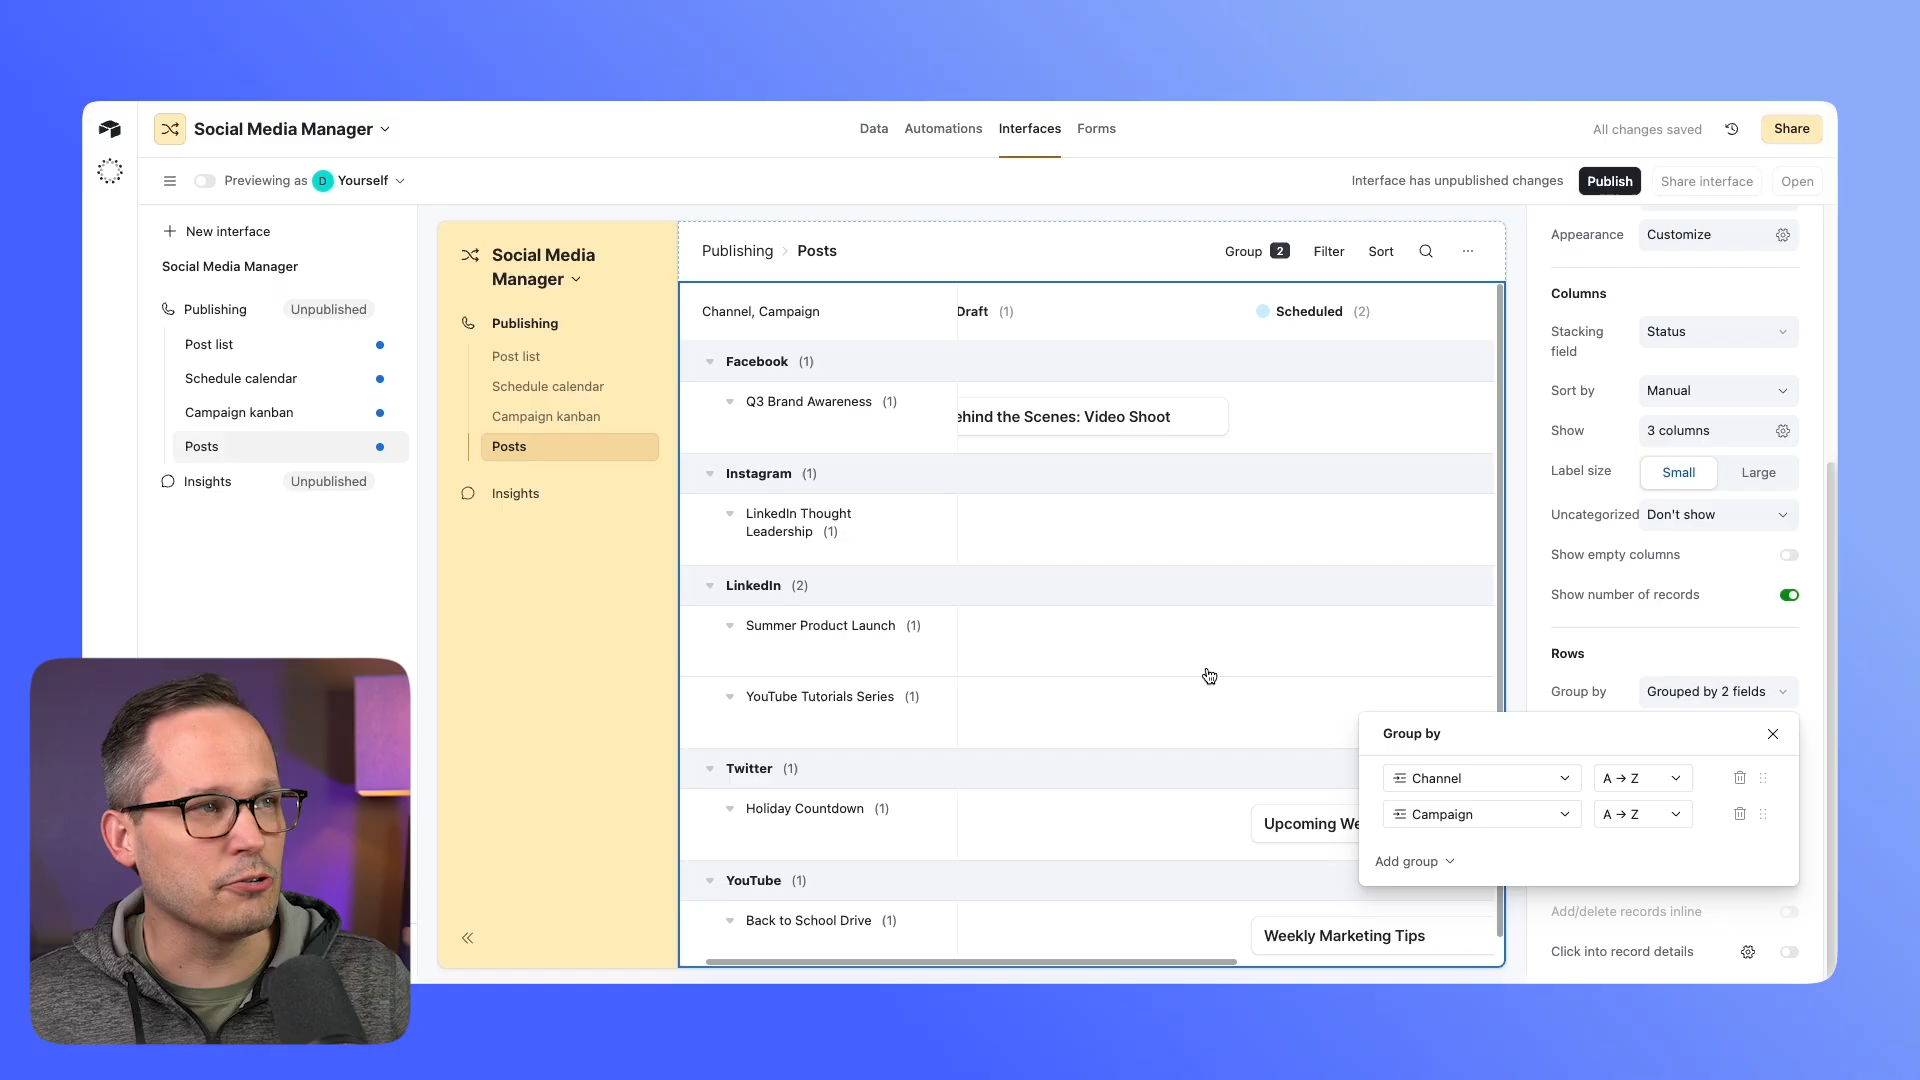 Social Media Manager
Data Automations Interfaces Forms
All changes saved
Share
Previewing as D Yourself
Interface has unpublished changes
Publish
Share interface
Open
New interface
Social Media Manager
Publishing Unpublished
Post list
Schedule calendar
Campaign kanban
Posts
Insights Unpublished
Social Media
Manager
Publishing
Post list
Schedule calendar
Campaign kanban
Posts
Insights
Publishing > Posts
Group 2 Filter Sort
Channel, Campaign
Draft (1)
Scheduled (2)
Facebook (1)
Q3 Brand Awareness (1)
ehind the Scenes: Video Shoot
Instagram (1)
LinkedIn Thought
Leadership (1)
LinkedIn (2)
Summer Product Launch (1)
YouTube Tutorials Series (1)
Twitter (1)
Holiday Countdown (1)
Upcoming We
YouTube (1)
Back to School Drive (1)
Weekly Marketing Tips
Appearance Customize
Columns
Stacking
field
Status
Sort by Manual
Show 3 columns
Label size Small Large
Uncategorized Don't show
Show empty columns
Show number of records
Rows
Group by Grouped by 2 fields
Group by
Channel A → Z
Campaign A → Z
Add group
Add/delete records inline
Click into record details